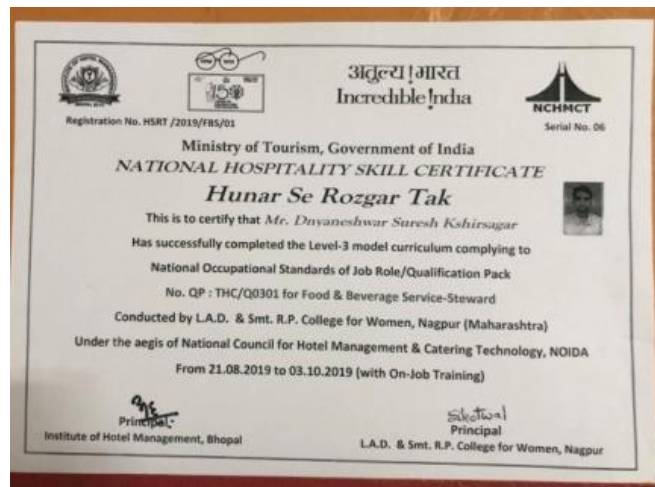 अतुल्य ! भारत
Incredible !ndia
NCHMCT
Registration No. HSRT /2019/FBS/01
Serial No. 06
Ministry of Tourism, Government of India
NATIONAL HOSPITALITY SKILL CERTIFICATE
Hunar Se Rozgar Tak
This is to certify that Mr. Dnyaneshwar Suresh Kshirsagar
Has successfully completed the Level-3 model curriculum complying to
National Occupational Standards of Job Role/Qualification Pack
No. QP : THC/Q0301 for Food & Beverage Service-Steward
Conducted by L.A.D. & Smt. R.P. College for Women, Nagpur (Maharashtra)
Under the aegis of National Council for Hotel Management & Catering Technology, NOIDA
From 21.08.2019 to 03.10.2019 (with On-Job Training)
Principal
Institute of Hotel Management, Bhopal
Skotwal
Principal
L.A.D. & Smt. R.P. College for Women, Nagpur